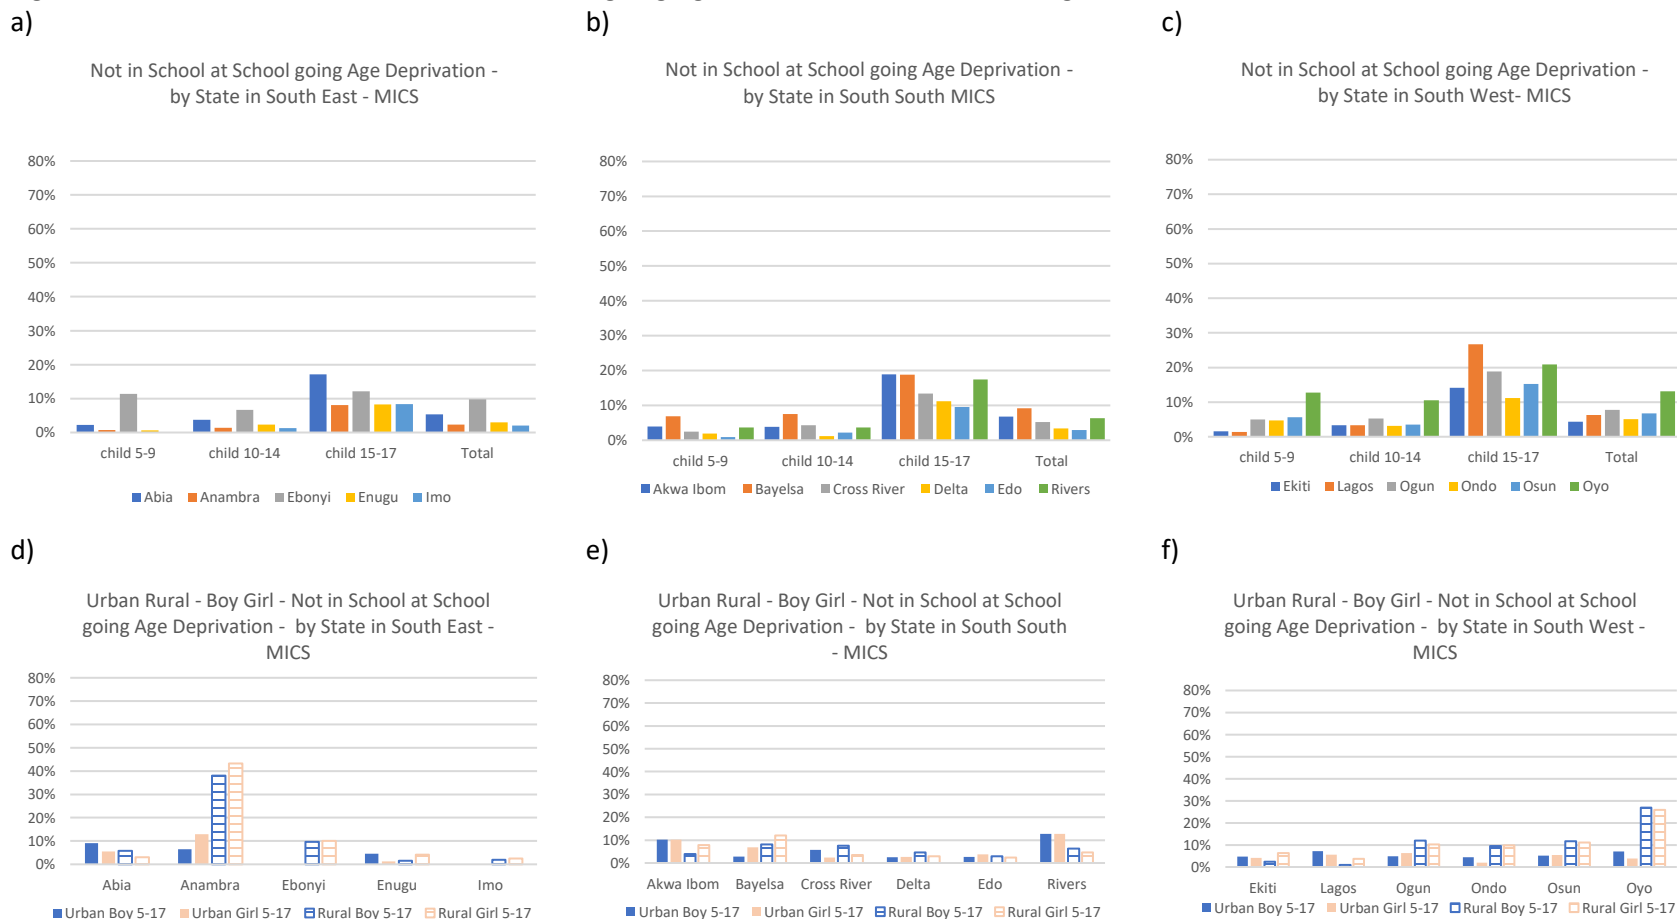 a)
Not in School at School going Age Deprivation -
by State in South East - MICS
80%
70%
60%
50%
40%
30%
20%
10%
0%
child 5-9 child 10-14 child 15-17 Total
Abia Anambra Ebonyi Enugu Imo
b)
Not in School at School going Age Deprivation -
by State in South South MICS
80%
70%
60%
50%
40%
30%
20%
10%
0%
child 5-9 child 10-14 child 15-17 Total
Akwa Ibom Bayelsa Cross River Delta Edo Rivers
c)
Not in School at School going Age Deprivation -
by State in South West- MICS
80%
70%
60%
50%
40%
30%
20%
10%
0%
child 5-9 child 10-14 child 15-17 Total
Ekiti Lagos Ogun Ondo Osun Oyo
d)
Urban Rural - Boy Girl - Not in School at School
going Age Deprivation - by State in South East -
MICS
80%
70%
60%
50%
40%
30%
20%
10%
0%
Abia Anambra Ebonyi Enugu Imo
Urban Boy 5-17 Urban Girl 5-17 Rural Boy 5-17 Rural Girl 5-17
e)
Urban Rural - Boy Girl - Not in School at School
going Age Deprivation - by State in South South
- MICS
80%
70%
60%
50%
40%
30%
20%
10%
0%
Akwa Ibom Bayelsa Cross River Delta Edo Rivers
Urban Boy 5-17 Urban Girl 5-17 Rural Boy 5-17 Rural Girl 5-17
f)
Urban Rural - Boy Girl - Not in School at School
going Age Deprivation - by State in South West -
MICS
80%
70%
60%
50%
40%
30%
20%
10%
0%
Ekiti Lagos Ogun Ondo Osun Oyo
Urban Boy 5-17 Urban Girl 5-17 Rural Boy 5-17 Rural Girl 5-17